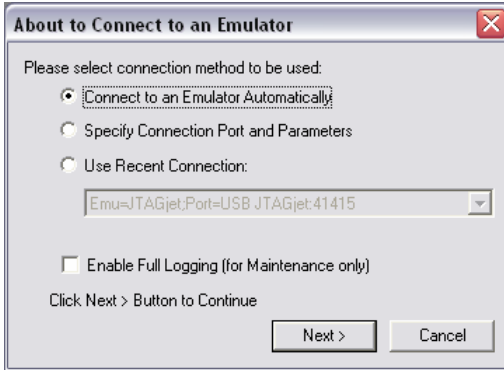 About to Connect to an Emulator
Please select connection method to be used:
Connect to an Emulator Automatically
Specify Connection Port and Parameters
Use Recent Connection:
Emu=JTAGjet;Port=USB JTAGjet:41415
Enable Full Logging (for Maintenance only)
Click Next > Button to Continue
Next >
Cancel